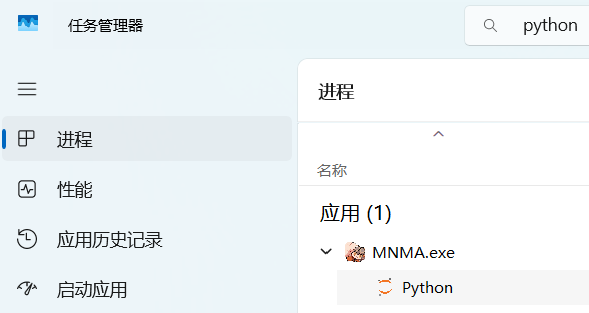 任务管理器
python
进程
性能
应用历史记录
启动应用
进程
名称
应用 (1)
MNMA.exe
Python